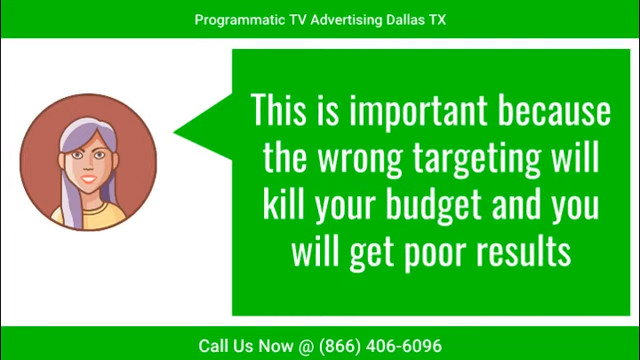 Programmatic TV Advertising Dallas TX
This is important because
the wrong targeting will
kill your budget and you
will get poor results
Call Us Now @ (866) 406-6096